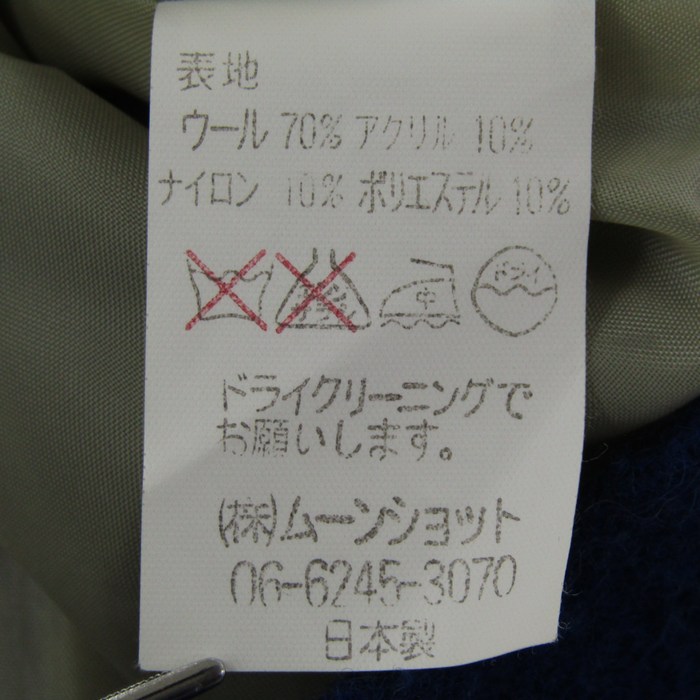 表地
ウール 70% アクリル 10%
ナイロン 10% ポリエステル 10%
中 ドライ
ドライクリーニングで
お願いします。
(株)ムーンショット
06-6245-3070
日本製